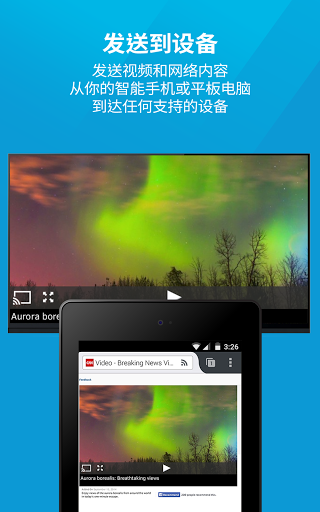 发送到设备
发送视频和网络内容
从你的智能手机或平板电脑
到达任何支持的设备
Aurora borealis:
3:26
CNN Video - Breaking News Vi...
Aurora borealis: Breathtaking views